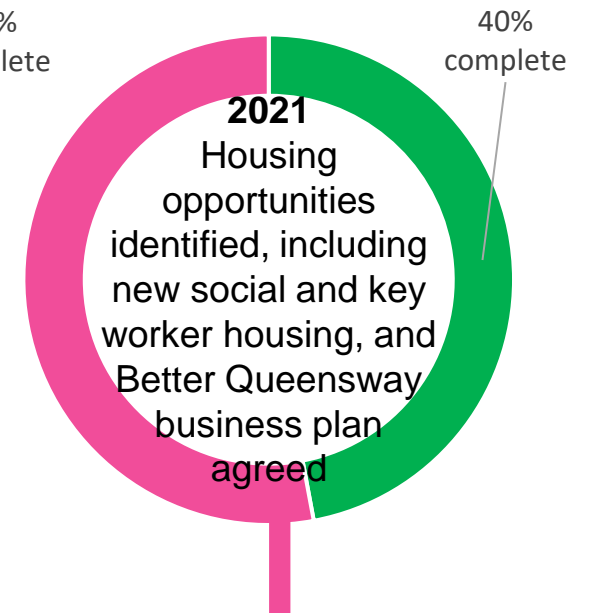 %
lete
40%
complete
2021
Housing
opportunities
identified, including
new social and key
worker housing, and
Better Queensway
business plan
agreed